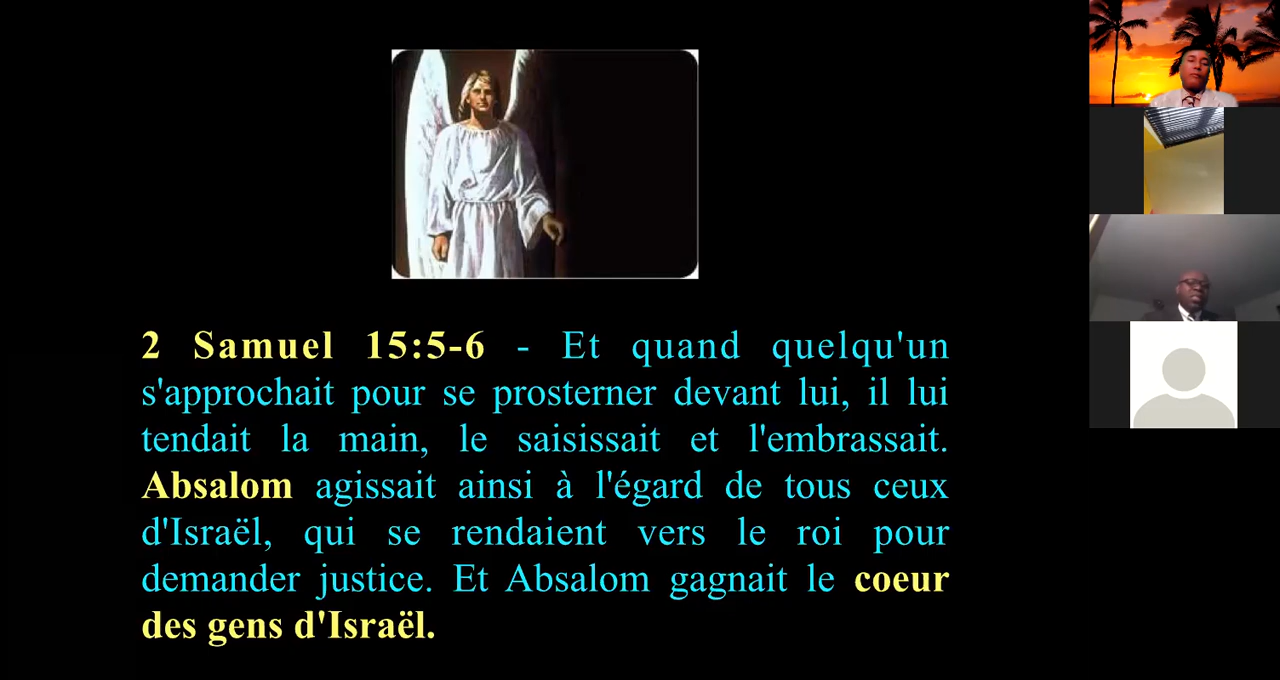 2 Samuel 15:5-6 - Et quand quelqu'un
s'approchait pour se prosterner devant lui, il lui
tendait la main, le saisissait et l'embrassait.
Absalom agissait ainsi à l'égard de tous ceux
d'Israël, qui se rendaient vers le roi pour
demander justice. Et Absalom gagnait le coeur
des gens d'Israël.